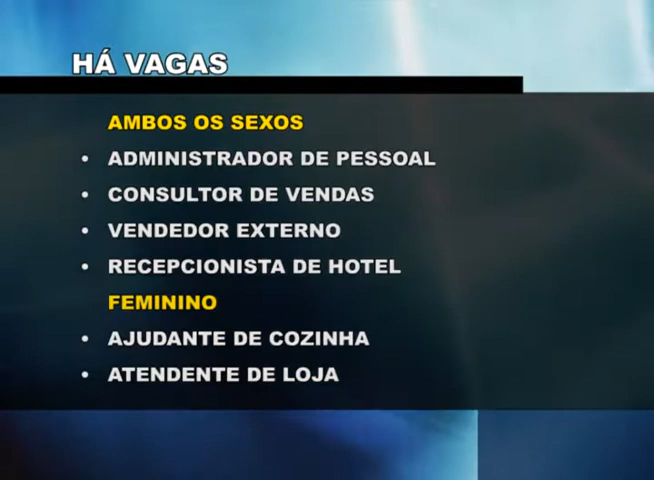 HÁ VAGAS
AMBOS OS SEXOS
• ADMINISTRADOR DE PESSOAL
• CONSULTOR DE VENDAS
• VENDEDOR EXTERNO
• RECEPCIONISTA DE HOTEL
FEMININO
• AJUDANTE DE COZINHA
• ATENDENTE DE LOJA